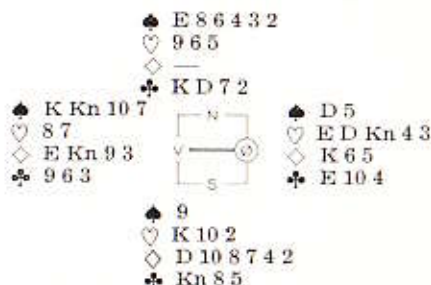 ♠ E 8 6 4 3 2
♡ 9 6 5
♢ —
♣ K D 7 2
♠ K Kn 10 7
♡ 8 7
♢ E Kn 9 3
♣ 9 6 3
N
V Ø
S
♠ D 5
♡ E D Kn 4 3
♢ K 6 5
♣ E 10 4
♠ 9
♡ K 10 2
♢ D 10 8 7 4 2
♣ Kn 8 5